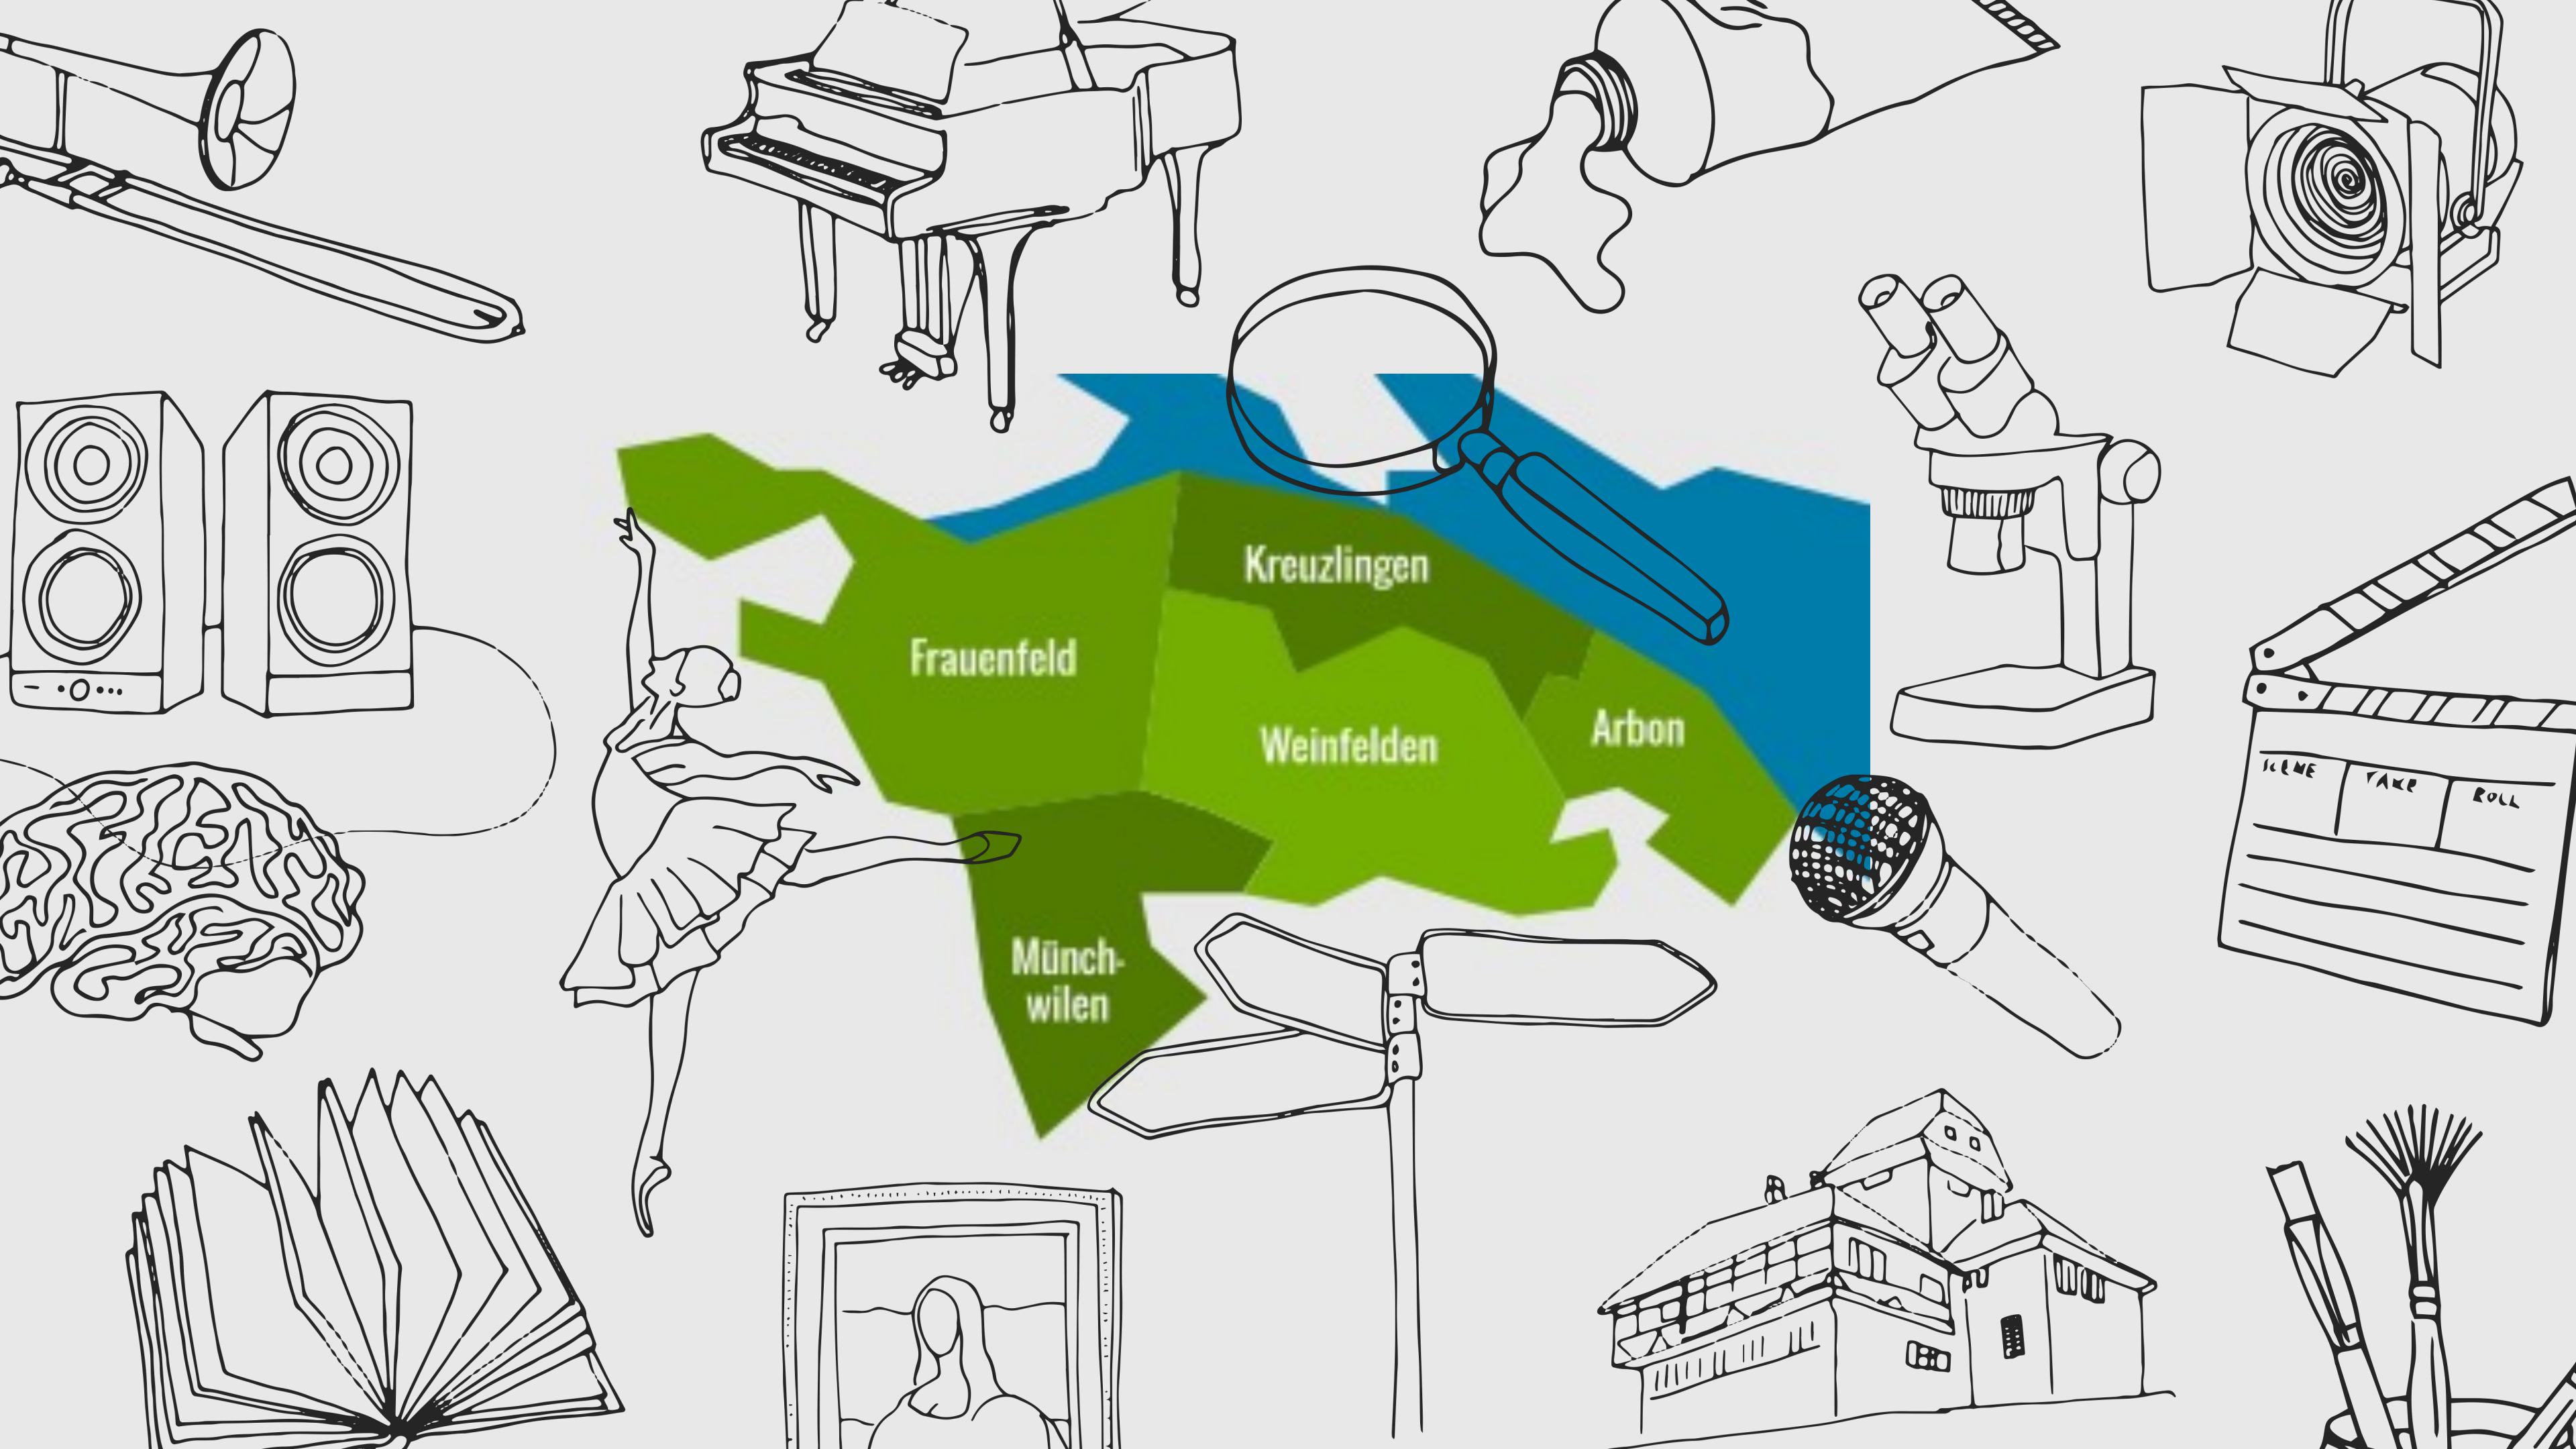 Kreuzlingen
Frauenfeld
Weinfelden
Arbon
Münch-
wilen
SCENE TAKE ROLL